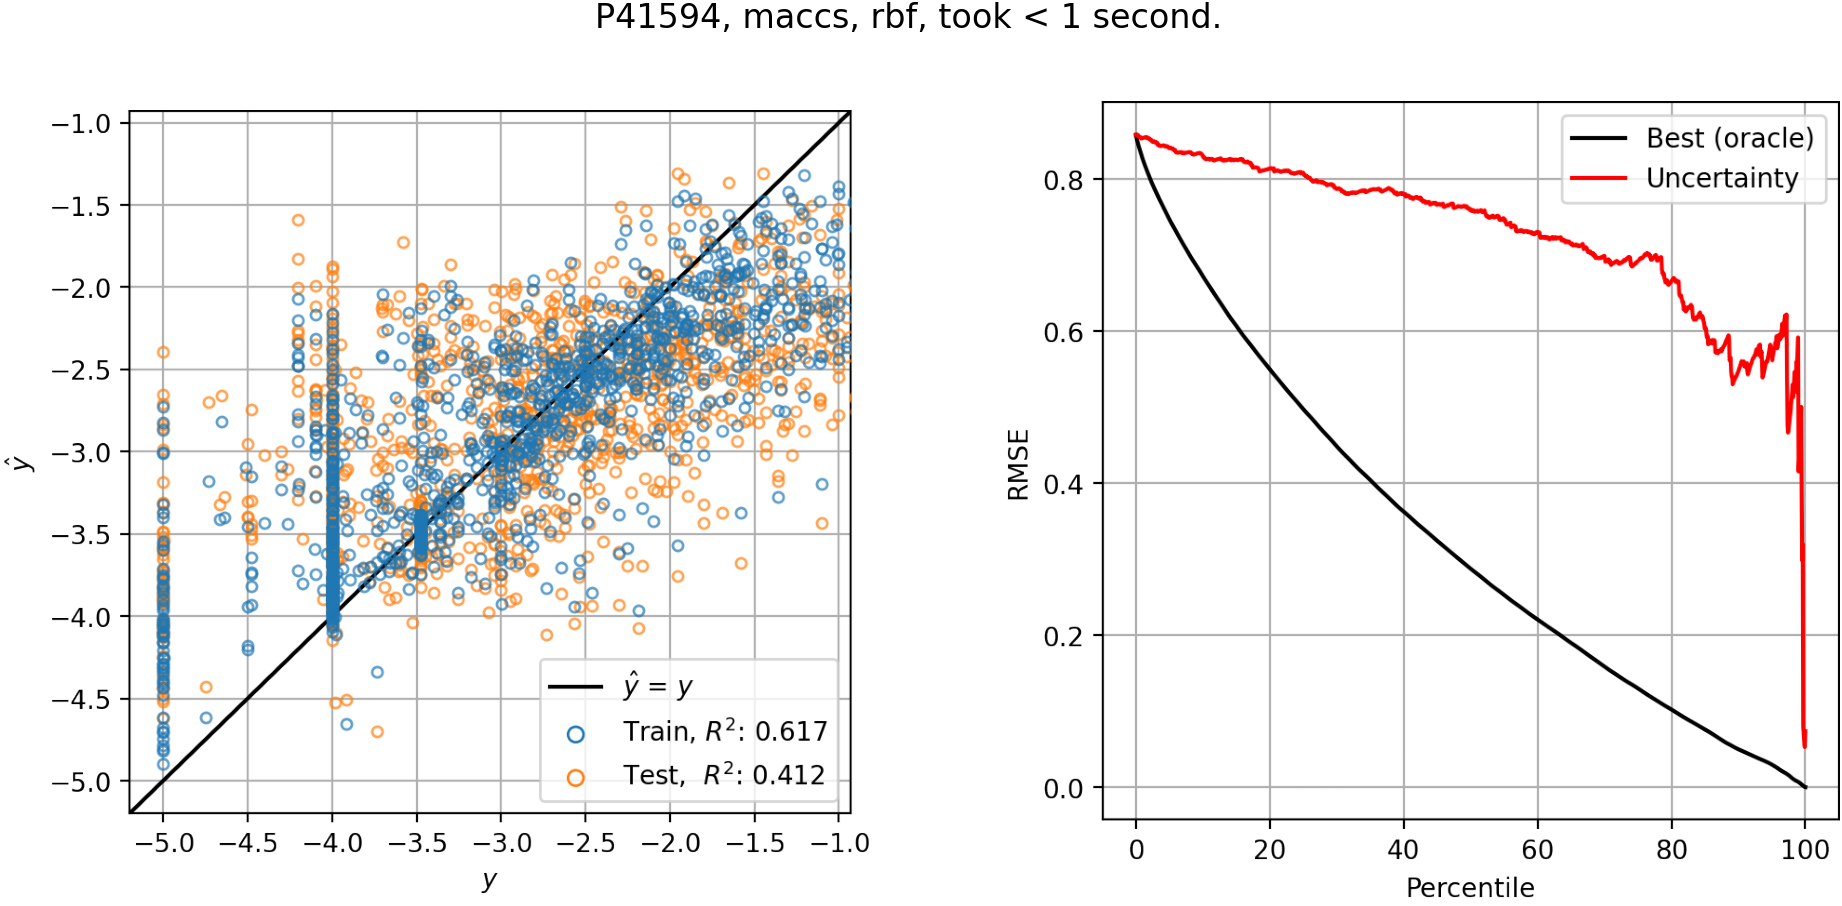 P41594, maccs, rbf, took < 1 second.
−1.0
−1.5
−2.0
−2.5
−3.0
−3.5
−4.0
−4.5
−5.0
ŷ
−5.0 −4.5 −4.0 −3.5 −3.0 −2.5 −2.0 −1.5 −1.0
y
ŷ = y
Train, R²: 0.617
Test, R²: 0.412
0.8
0.6
0.4
0.2
0.0
RMSE
0 20 40 60 80 100
Percentile
Best (oracle)
Uncertainty